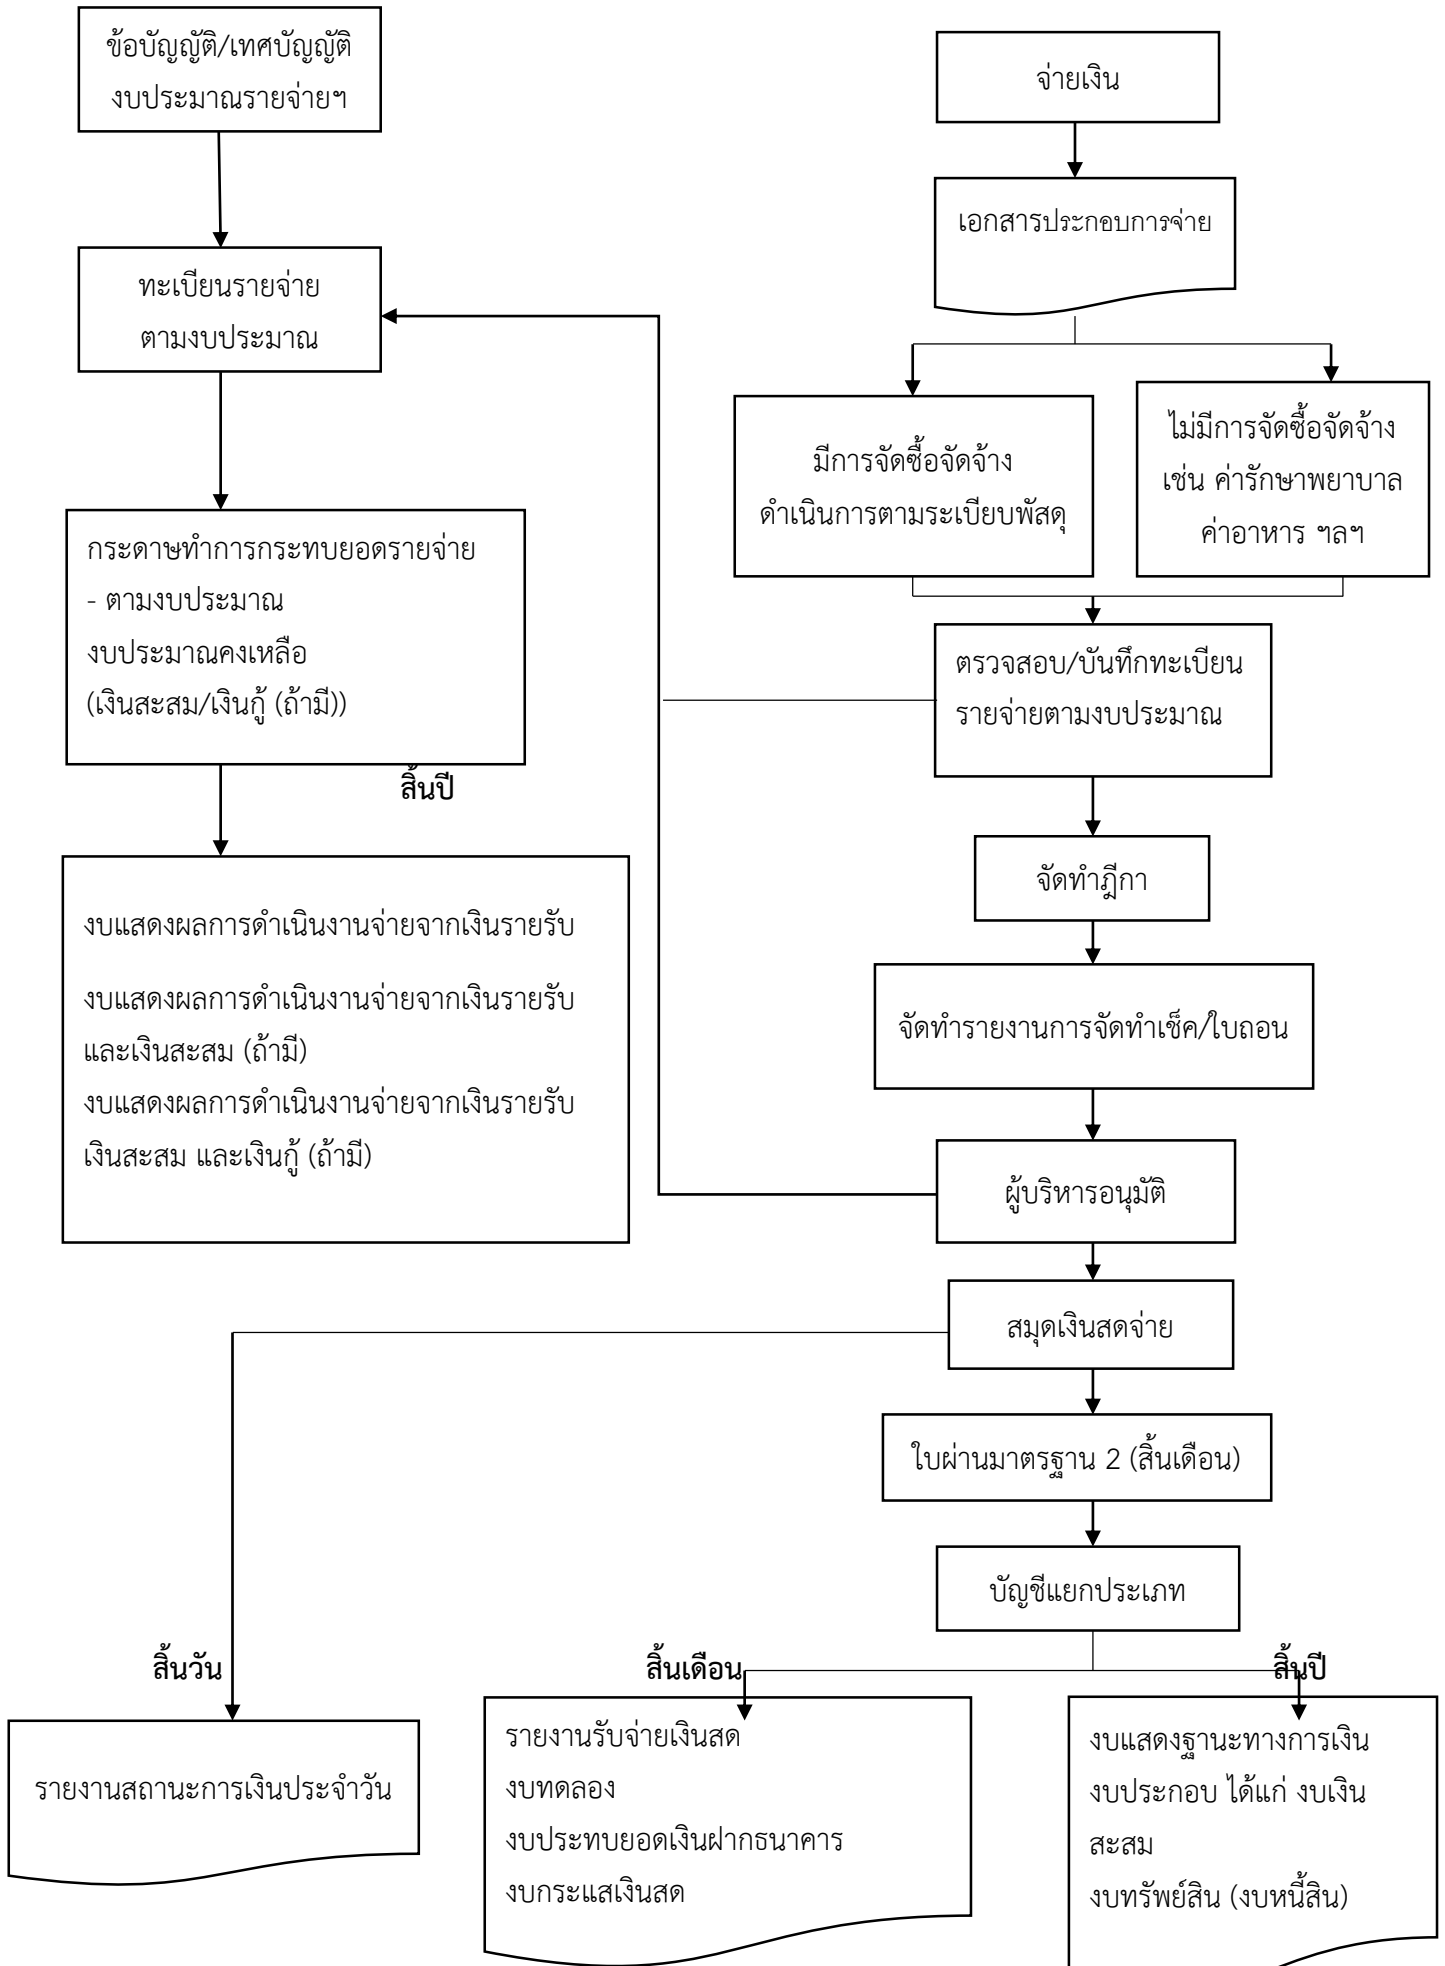 ข้อบัญญัติ/เทศบัญญัติ
งบประมาณรายจ่ายฯ
จ่ายเงิน
เอกสารประกอบการจ่าย
ทะเบียนรายจ่าย
ตามงบประมาณ
มีการจัดซื้อจัดจ้าง
ดำเนินการตามระเบียบพัสดุ
ไม่มีการจัดซื้อจัดจ้าง
เช่น ค่ารักษาพยาบาล
ค่าอาหาร ฯลฯ
กระดาษทำการกระทบยอดรายจ่าย
- ตามงบประมาณ
งบประมาณคงเหลือ
(เงินสะสม/เงินกู้ (ถ้ามี))
ตรวจสอบ/บันทึกทะเบียน
รายจ่ายตามงบประมาณ
สิ้นปี
จัดทำฎีกา
งบแสดงผลการดำเนินงานจ่ายจากเงินรายรับ
งบแสดงผลการดำเนินงานจ่ายจากเงินรายรับ
และเงินสะสม (ถ้ามี)
งบแสดงผลการดำเนินงานจ่ายจากเงินรายรับ
เงินสะสม และเงินกู้ (ถ้ามี)
จัดทำรายงานการจัดทำเช็ค/ใบถอน
ผู้บริหารอนุมัติ
สมุดเงินสดจ่าย
ใบผ่านมาตรฐาน 2 (สิ้นเดือน)
บัญชีแยกประเภท
สิ้นวัน
สิ้นเดือน
สิ้นปี
รายงานสถานะการเงินประจำวัน
รายงานรับจ่ายเงินสด
งบทดลอง
งบประทบยอดเงินฝากธนาคาร
งบกระแสเงินสด
งบแสดงฐานะทางการเงิน
งบประกอบ ได้แก่ งบเงิน
สะสม
งบทรัพย์สิน (งบหนี้สิน)